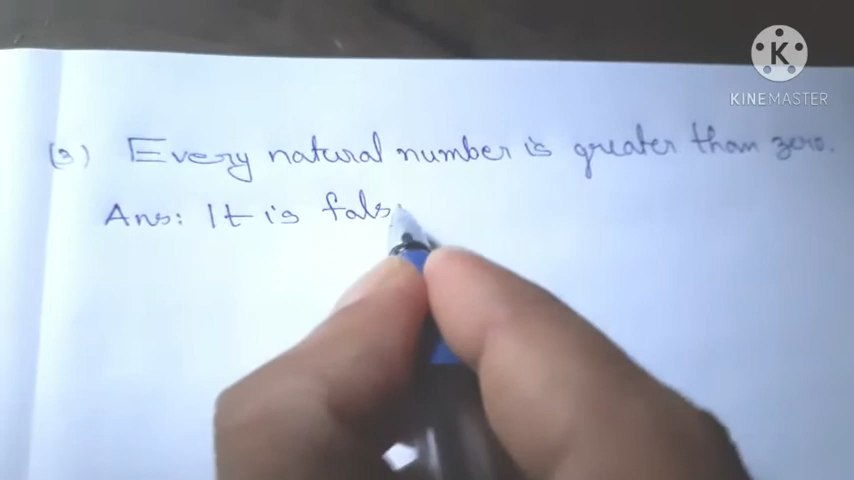 K
KINEMASTER
(3) Every natural number is greater than zero.
Ans: It is fals